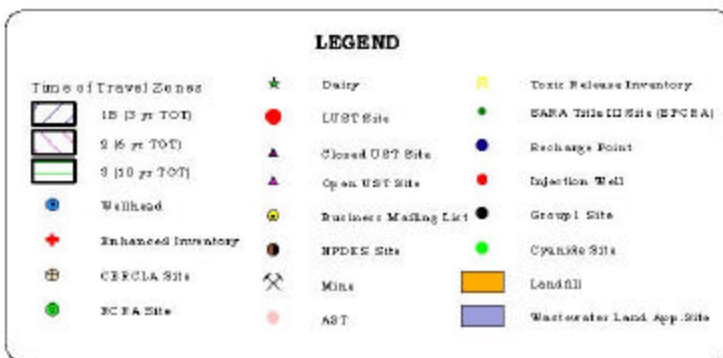 LEGEND
Time of Travel Zones
1B (3 yr TOT)
2 (6 yr TOT)
3 (10 yr TOT)
Wellhead
Enhanced Inventory
CERCLA Site
RCRA Site
Dairy
LUST Site
Closed UST Site
Open UST Site
Business Mailing List
NPDES Site
Mine
AST
Toxic Release Inventory
SARA Title III Site (EPCRA)
Recharge Point
Injection Well
Group1 Site
Cyanide Site
Landfill
Wastewater Land App. Site